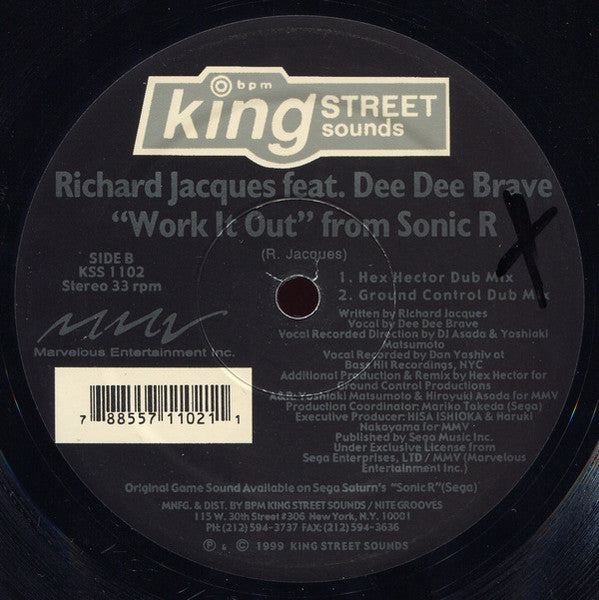 bpm
king STREET
sounds
Richard Jacques feat. Dee Dee Brave
“Work It Out” from Sonic R
(R. Jacques)
SIDE B
KSS 1102
Stereo 33 rpm
1. Hex Hector Dub Mix
2. Ground Control Dub Mix
X
Written by Richard Jacques
Vocal by Dee Dee Brave
Vocal Recorded Direction by DJ Asada & Yoshiaki
Matsumoto
Vocal Recorded by Dan Yashiv at
Bass Hit Recordings, NYC
Additional Production & Remix by Hex Hector for
Ground Control Productions
A&R: Yoshiaki Matsumoto & Hiroyuki Asada for MMV
Production Coordinator: Mariko Takeda (Sega)
Executive Producer: HISA ISHIOKA & Haruki
Nakayama for MMV
Published by Sega Music Inc.
Under Exclusive License from
Sega Enterprises, LTD / MMV (Marvelous
Entertainment Inc.)
MMV
Marvelous Entertainment Inc.
7 88557 11021 1
Original Game Sound Available on Sega Saturn's "Sonic R"(Sega)
MNFG. & DIST. BY BPM KING STREET SOUNDS / NITE GROOVES
115 W. 30th Street #306 New York, N.Y. 10001
PH:(212) 594-3737 FAX:(212) 594-3636
℗ & © 1999 KING STREET SOUNDS